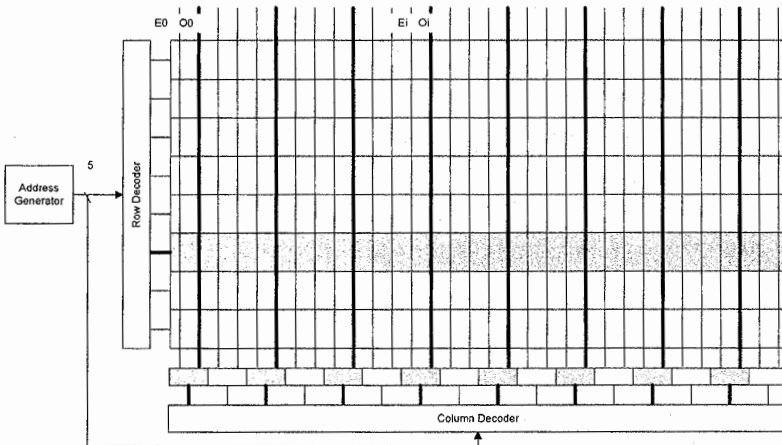 E0 O0 Ei Oi
5
Address
Generator
Row Decoder
Column Decoder